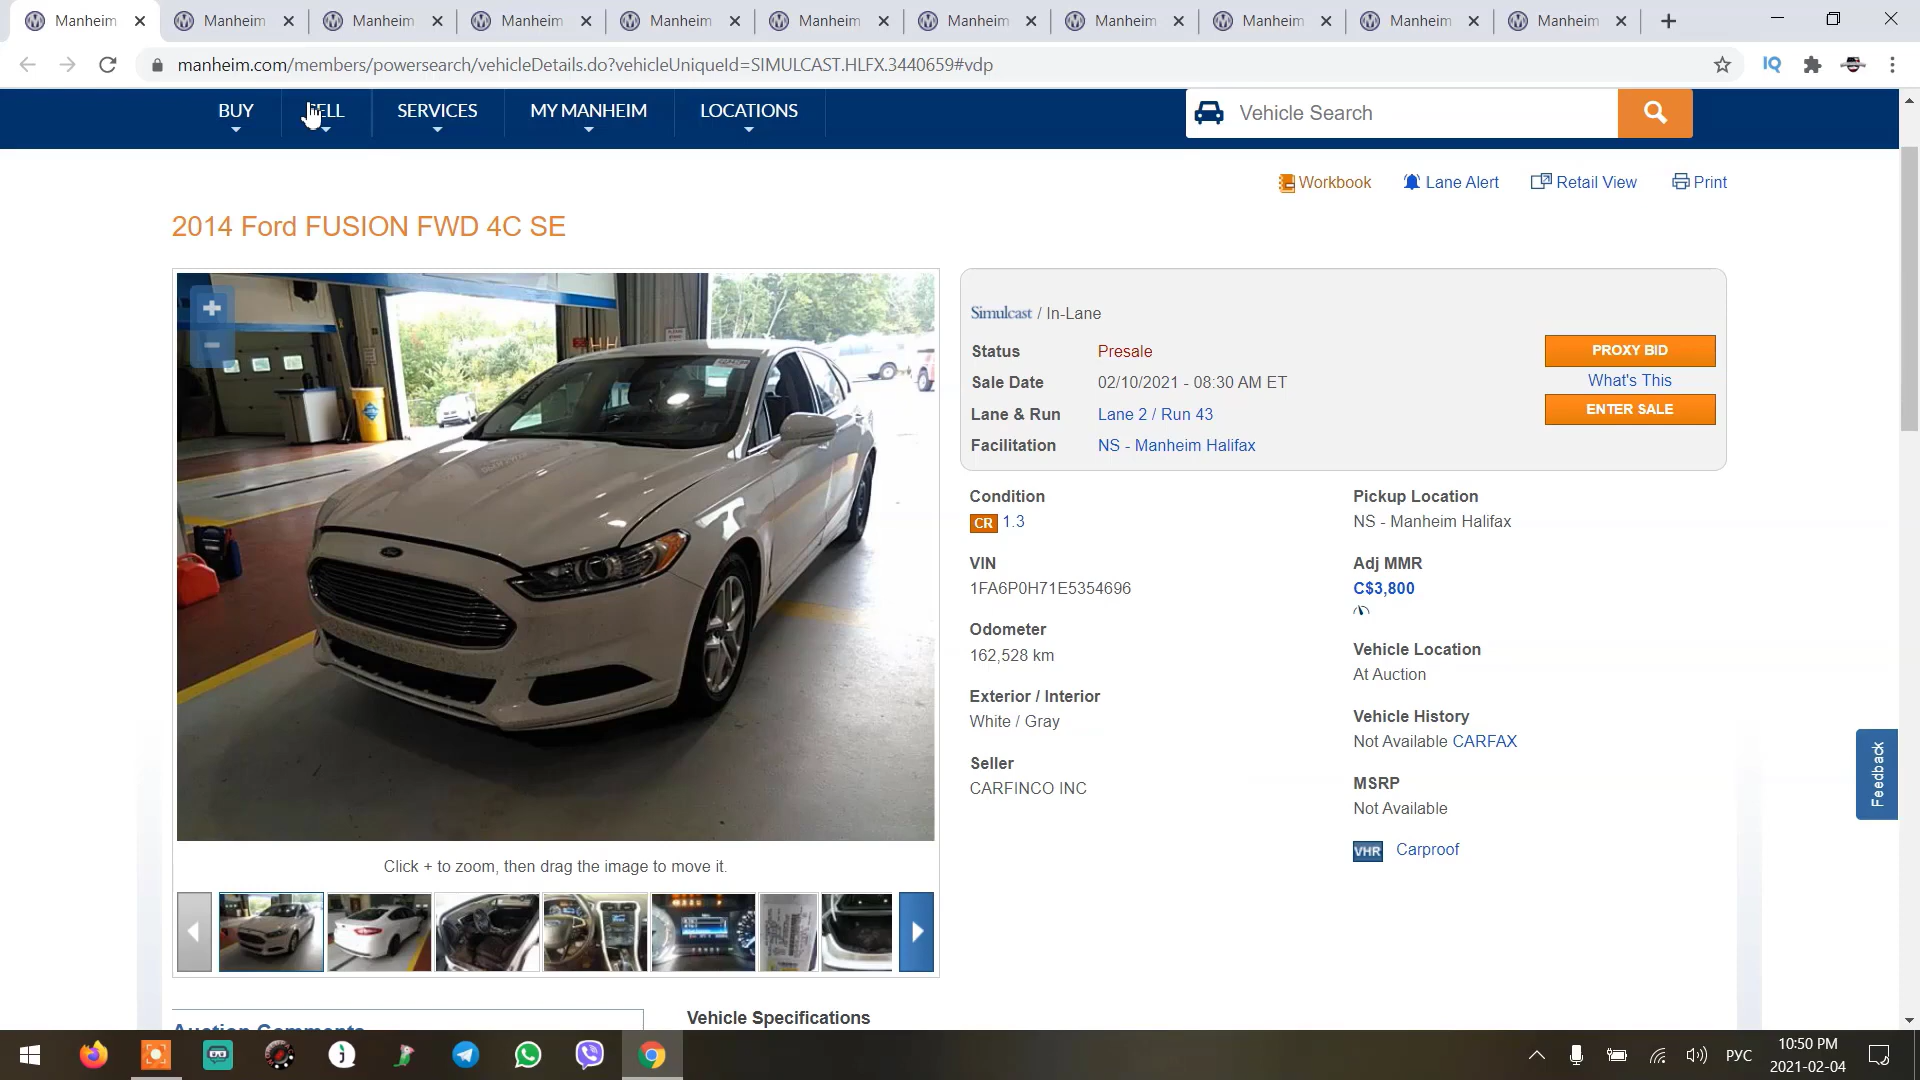 Manheim
Manheim
Manheim
Manheim
Manheim
Manheim
Manheim
Manheim
Manheim
Manheim
Manheim
manheim.com/members/powersearch/vehicleDetails.do?vehicleUniqueId=SIMULCAST.HLFX.3440659#vdp
IQ
BUY
SELL
SERVICES
MY MANHEIM
LOCATIONS
Vehicle Search
Workbook
Lane Alert
Retail View
Print
2014 Ford FUSION FWD 4C SE
Simulcast / In-Lane
Status Presale
PROXY BID
What's This
Sale Date 02/10/2021 - 08:30 AM ET
ENTER SALE
Lane & Run Lane 2 / Run 43
Facilitation NS - Manheim Halifax
Condition
CR 1.3
VIN
1FA6P0H71E5354696
Odometer
162,528 km
Exterior / Interior
White / Gray
Seller
CARFINCO INC
Pickup Location
NS - Manheim Halifax
Adj MMR
C$3,800
Vehicle Location
At Auction
Vehicle History
Not Available CARFAX
MSRP
Not Available
VHR Carproof
Feedback
Click + to zoom, then drag the image to move it.
Vehicle Specifications
Auction Comments
РУС
10:50 PM
2021-02-04